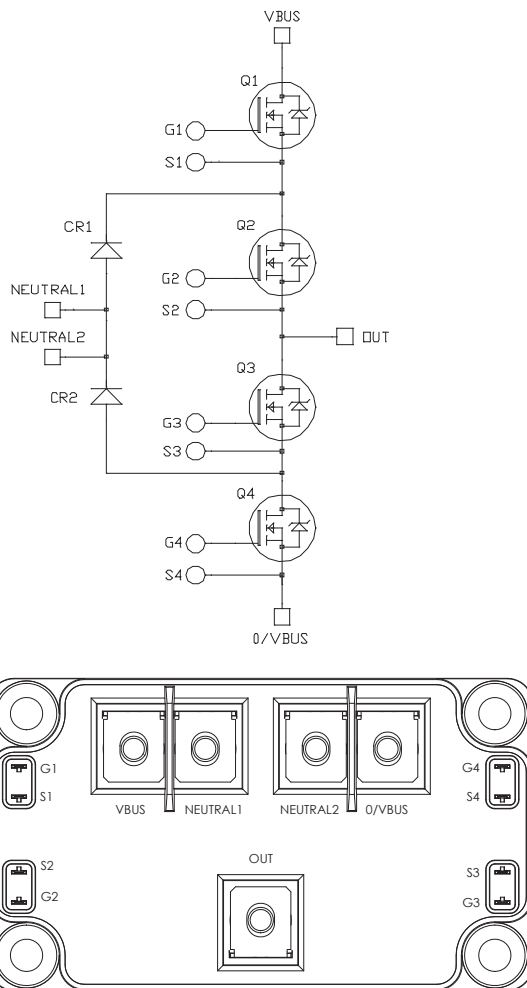 VBUS
Q1
G1
S1
CR1
Q2
G2
NEUTRAL1
S2
NEUTRAL2
OUT
Q3
CR2
G3
S3
Q4
G4
S4
0/VBUS
G1
S1
VBUS
NEUTRAL1
NEUTRAL2
0/VBUS
G4
S4
S2
G2
OUT
S3
G3